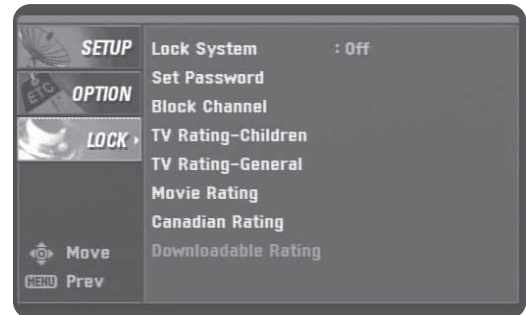 SETUP
ETC
OPTION
LOCK
Lock System : Off
Set Password
Block Channel
TV Rating-Children
TV Rating-General
Movie Rating
Canadian Rating
Downloadable Rating
Move
MENU Prev